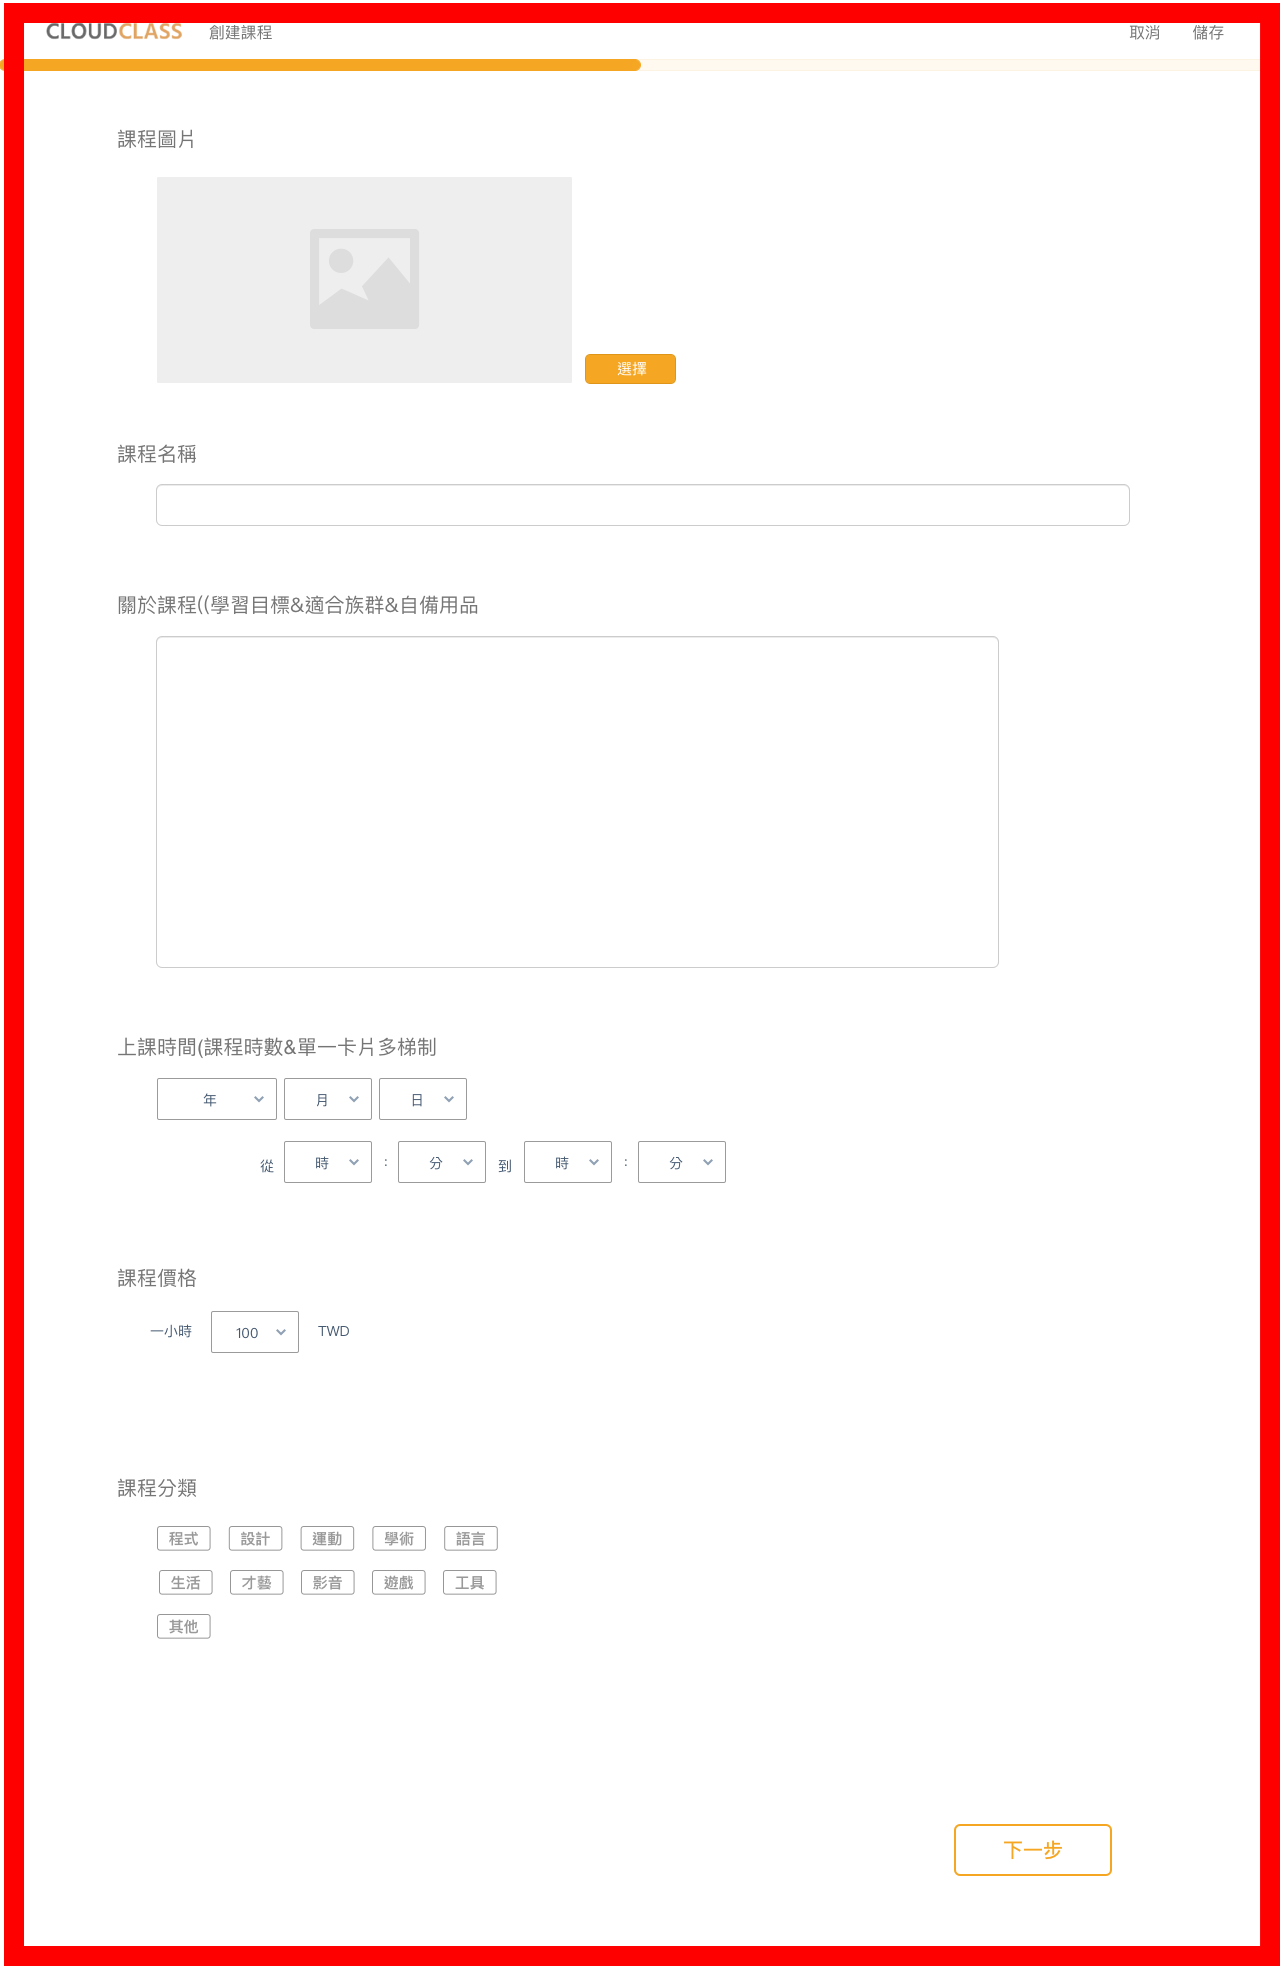 CLOUDCLASS 創建課程 取消 儲存
課程圖片
選擇
課程名稱
關於課程((學習目標&適合族群&自備用品
上課時間(課程時數&單一卡片多梯制
年 月 日
從 時 : 分 到 時 : 分
課程價格
一小時 100 TWD
課程分類
程式 設計 運動 學術 語言
生活 才藝 影音 遊戲 工具
其他
下一步